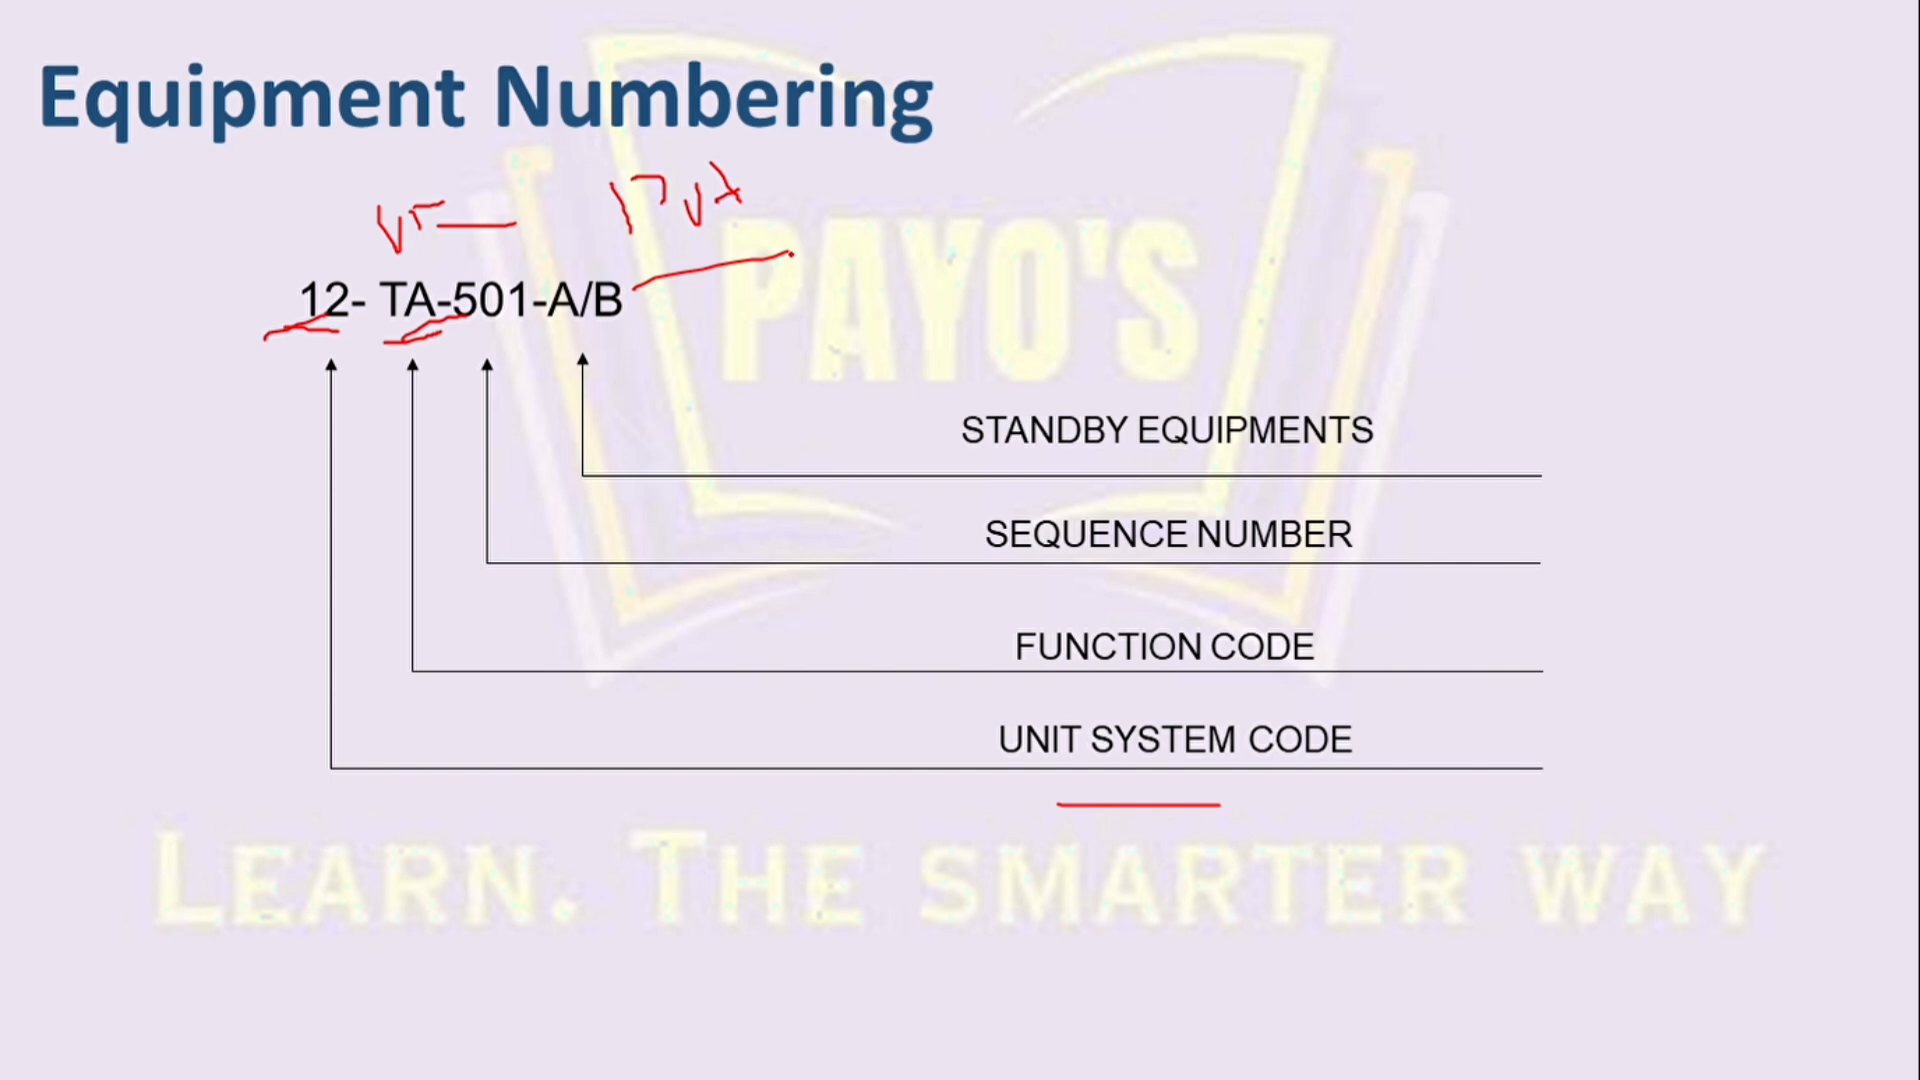 Equipment Numbering
12- TA-501-A/B
PAYO'S
STANDBY EQUIPMENTS
SEQUENCE NUMBER
FUNCTION CODE
UNIT SYSTEM CODE
LEARN. THE SMARTER WAY